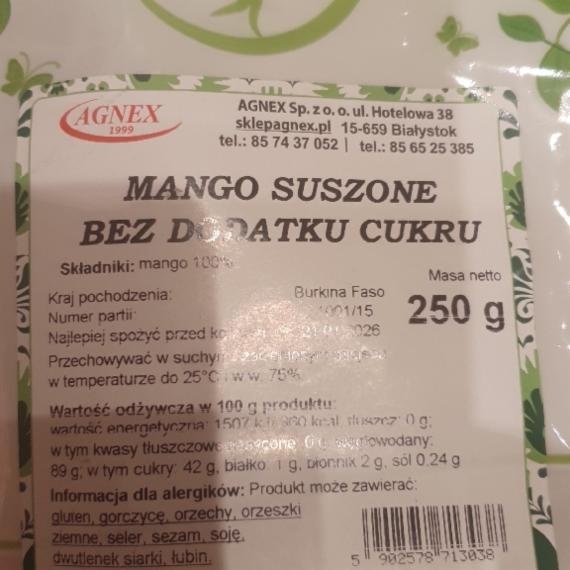 AGNEX
1999
AGNEX Sp. z o. o. ul. Hotelowa 38
sklepagnex.pl 15-659 Białystok
tel.: 85 74 37 052 | tel.: 85 65 25 385
MANGO SUSZONE
BEZ DODATKU CUKRU
Składniki: mango 100%
Masa netto
250 g
Kraj pochodzenia: Burkina Faso
Numer partii: 1001/15
Najlepiej spożyć przed
Przechowywać w
w temperaturze do 25°C i w.w. 75%
Wartość odżywcza w 100 g produktu:
wartość energetyczna: 1507 kJ/ 360 kcal, tłuszcz: 0 g;
w tym kwasy 0 g, węglowodany:
89 g; w tym cukry: 42 g, białko: 1 g, błonnik 2 g, sól 0.24 g
Informacja dla alergików: Produkt może zawierać:
gluten, gorczycę, orzechy, orzeszki
ziemne, seler, sezam, soję,
dwutlenek siarki, łubin.
5 902578 713038